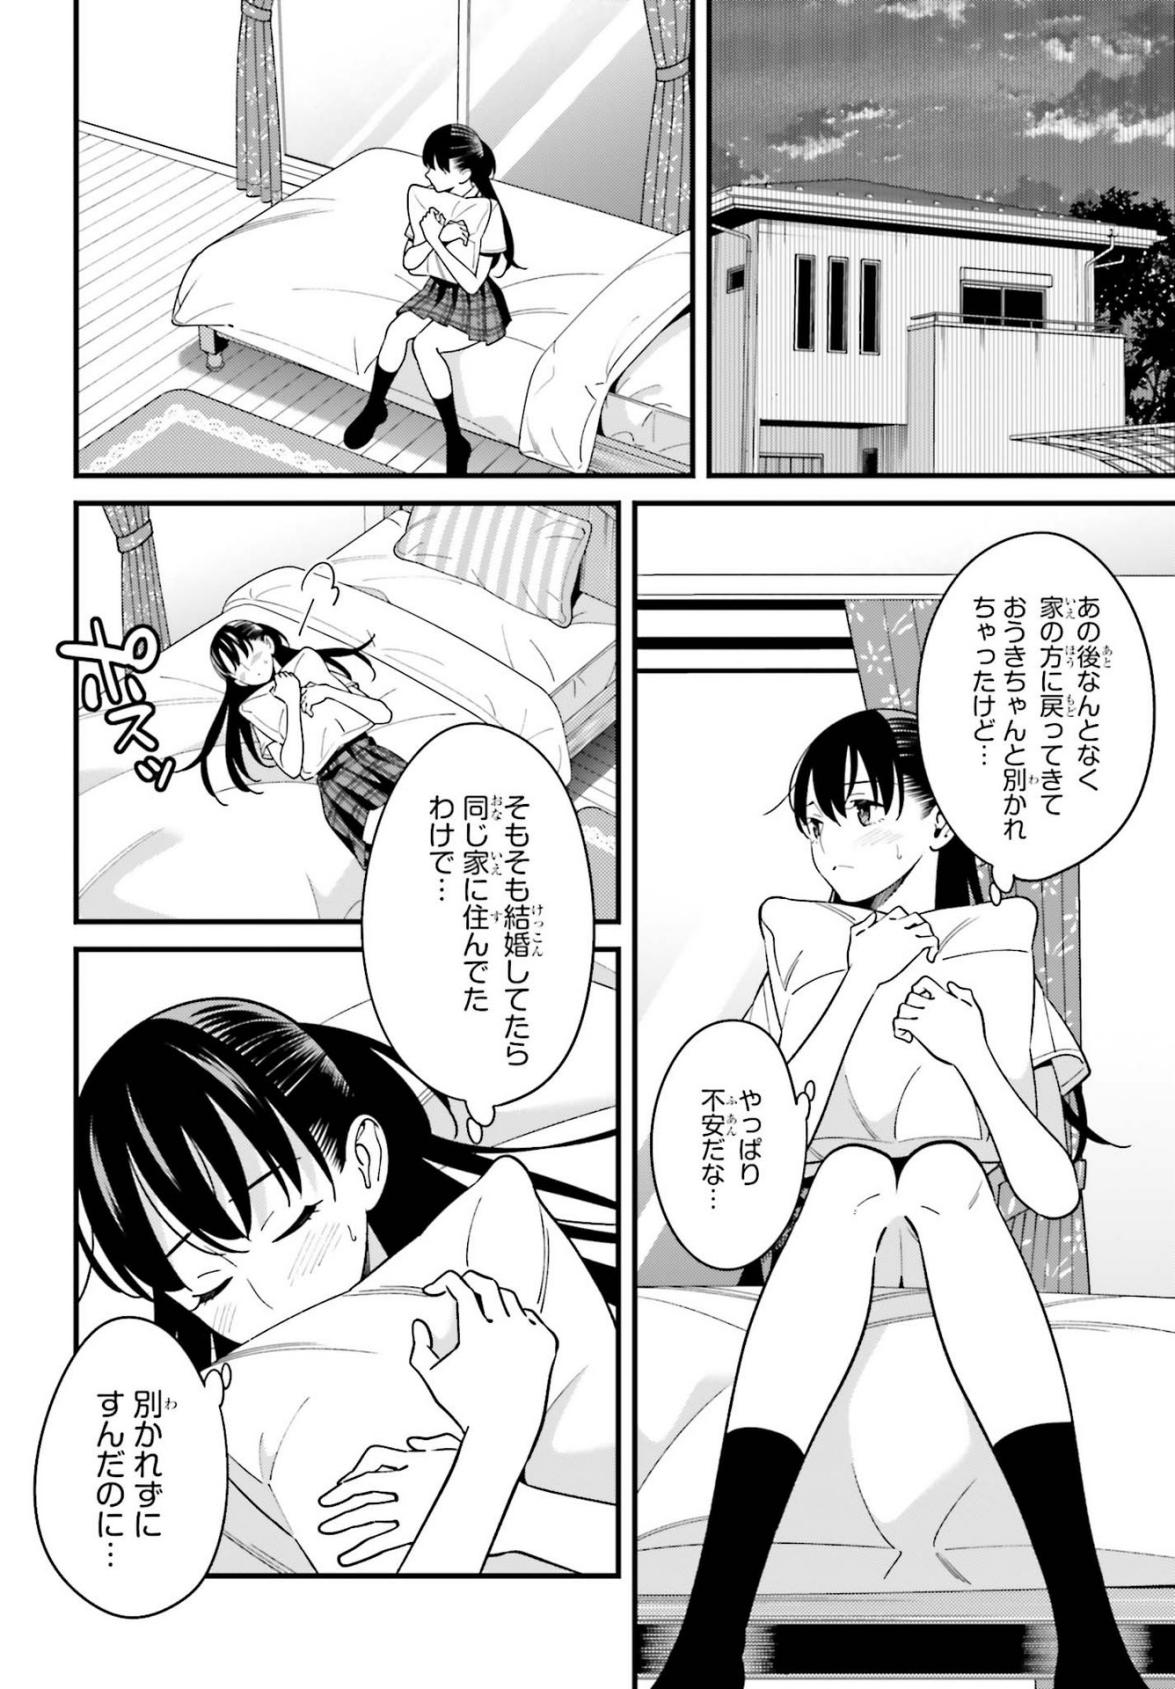 あの後なんとなく
家の方に戻ってきて
おうきちゃんと別かれ
ちゃったけど…
やっぱり
不安だな…
ポスッ
そもそも結婚してたら
同じ家に住んでた
わけで…
別かれずに
すんだのに…